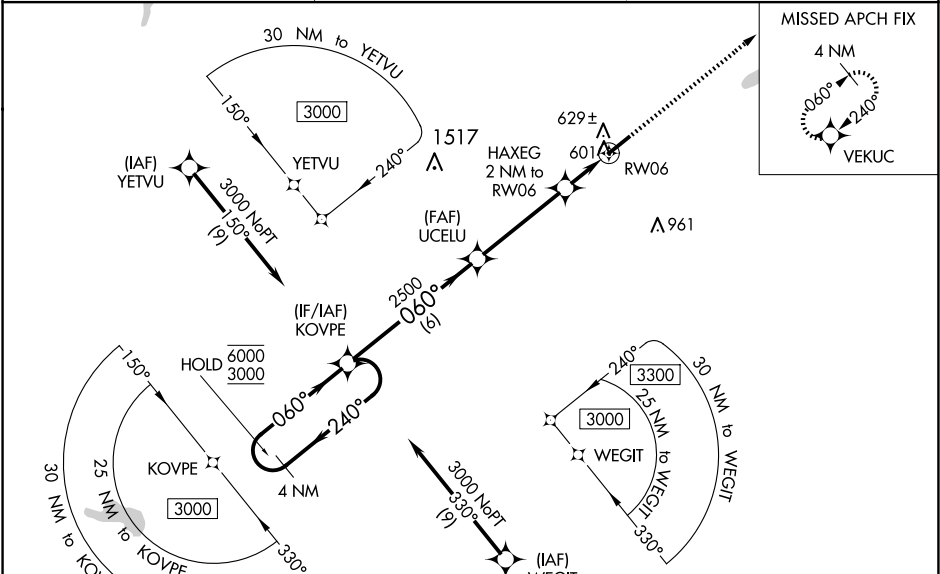 MISSED APCH FIX
4 NM
060°
240°
VEKUC
30 NM to YETVU
150°
3000
240°
YETVU
(IAF)
YETVU
3000 NoPT
150°
(9)
1517
629±
601
HAXEG
2 NM to
RW06
RW06
961
(FAF)
UCELU
2500
060°
(6)
(IF/IAF)
KOVPE
HOLD
6000
3000
060°
240°
4 NM
150°
KOVPE
3000
330°
25 NM to KOVPE
30 NM to
240°
3300
3000
WEGIT
330°
25 NM to WEGIT
30 NM to WEGIT
3000 NoPT
330°
(9)
(IAF)